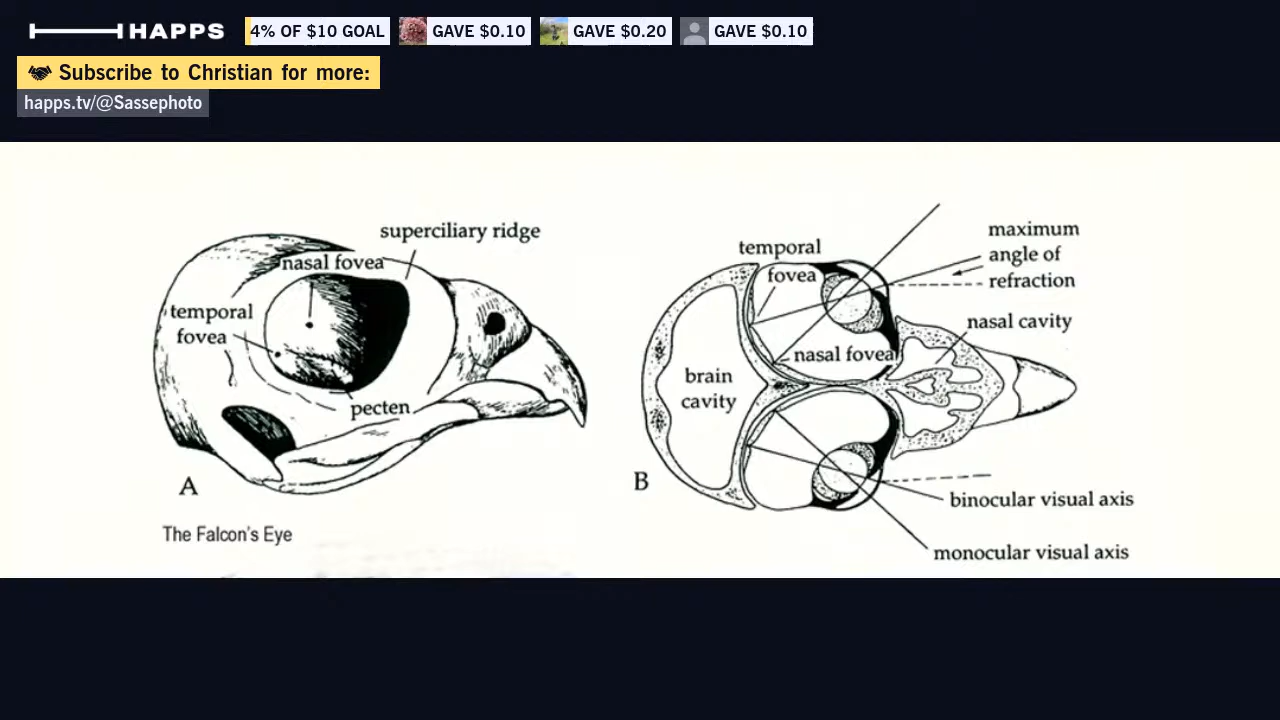 HAPPS
4% OF $10 GOAL
GAVE $0.10
GAVE $0.20
GAVE $0.10
Subscribe to Christian for more:
happs.tv/@Sassephoto
superciliary ridge
nasal fovea
temporal
fovea
pecten
A
The Falcon's Eye
temporal
fovea
maximum
angle of
refraction
nasal cavity
nasal fovea
brain
cavity
B
binocular visual axis
monocular visual axis